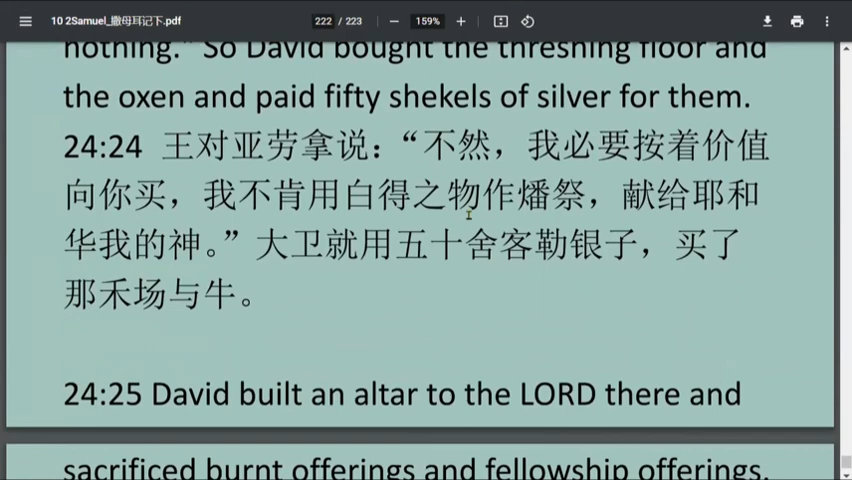 10 2Samuel_撒母耳记下.pdf
222 / 223
159%
nothing." So David bought the threshing floor and
the oxen and paid fifty shekels of silver for them.
24:24 王对亚劳拿说：“不然，我必要按着价值
向你买，我不肯用白得之物作燔祭，献给耶和
华我的神。”大卫就用五十舍客勒银子，买了
那禾场与牛。
24:25 David built an altar to the LORD there and
sacrificed burnt offerings and fellowship offerings.